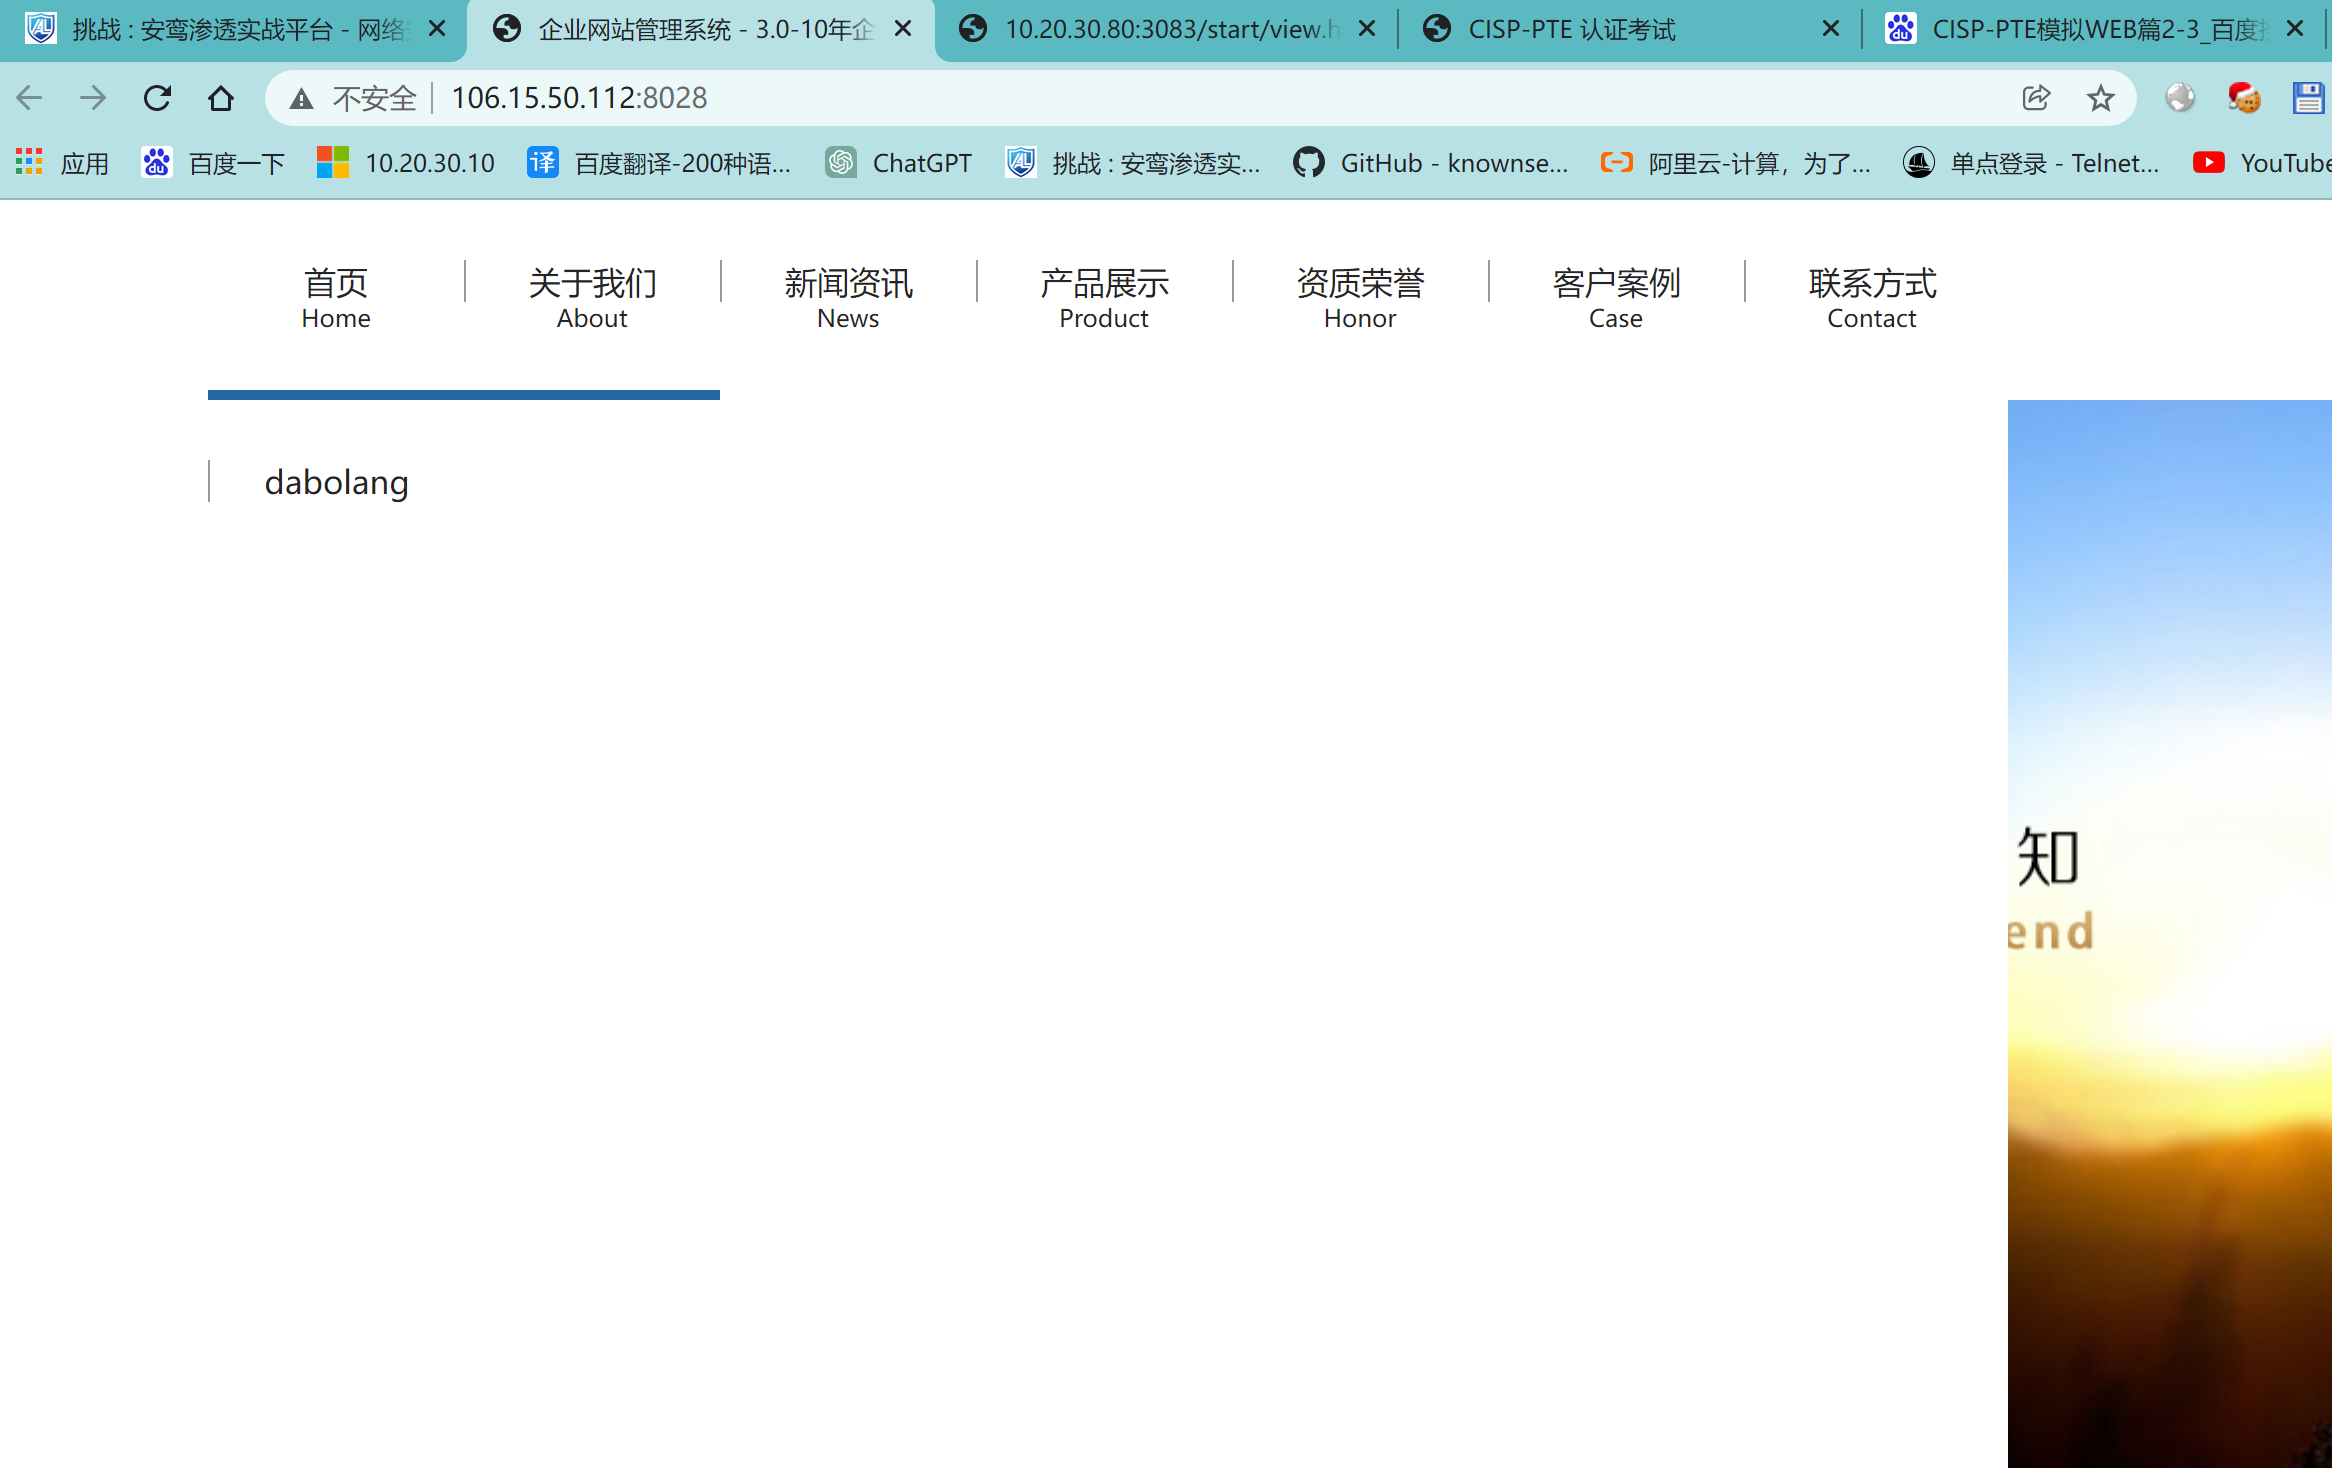 挑战 : 安鸾渗透实战平台 - 网络
企业网站管理系统 - 3.0-10年企
10.20.30.80:3083/start/view.h
CISP-PTE 认证考试
CISP-PTE模拟WEB篇2-3_百度
不安全
106.15.50.112:8028
应用
百度一下
10.20.30.10
百度翻译-200种语...
ChatGPT
挑战 : 安鸾渗透实...
GitHub - knownse...
阿里云-计算，为了...
单点登录 - Telnet...
YouTube
首页
Home
关于我们
About
新闻资讯
News
产品展示
Product
资质荣誉
Honor
客户案例
Case
联系方式
Contact
dabolang
知
end